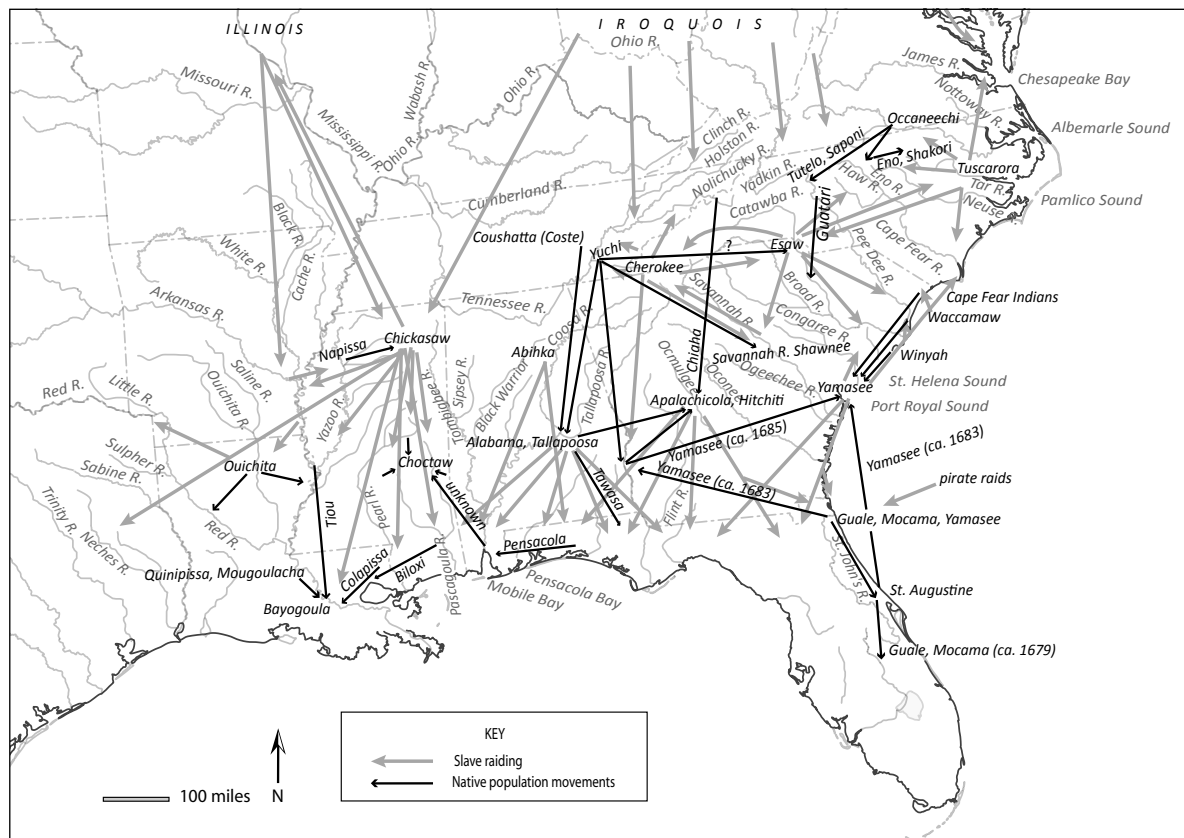 ILLINOIS
IROQUOIS
Ohio R.
James R.
Chesapeake Bay
Missouri R.
Wabash R.
Ohio R.
Nottoway R.
Mississippi R.
Ohio R.
Clinch R.
Holston R.
Nolichucky R.
Occaneechi
Albemarle Sound
Tutelo, Saponi
Eno, Shakori
Tuscarora
Yadkin R.
Haw R.
Eno R.
Tar R.
Neuse
Pamlico Sound
Cumberland R.
Catawba R.
Guatari
Black R.
Cache R.
White R.
Coushatta (Coste)
Yuchi
?
Esaw
Cherokee
Pee Dee R.
Cape Fear R.
Arkansas R.
Tennessee R.
Coosa R.
Savannah R.
Broad R.
Congaree R.
Cape Fear Indians
Waccamaw
Napissa
Chickasaw
Abihka
Chiaha
Savannah R. Shawnee
Winyah
Saline R.
Ouichita R.
Red R.
Little R.
Yazoo R.
Tombigbee R.
Sipsey R.
Black Warrior
Tallapoosa R.
Ocmulgee
Oconee
Ogeechee R.
Yamasee
St. Helena Sound
Port Royal Sound
Apalachicola, Hitchiti
Alabama, Tallapoosa
Yamasee (ca. 1685)
Yamasee (ca. 1683)
Yamasee (ca. 1683)
Sulpher R.
Sabine R.
Ouichita
Choctaw
unknown
Tawasa
Flint R.
pirate raids
Trinity R.
Neches R.
Red R.
Tiou
Pearl R.
Guale, Mocama, Yamasee
Pensacola
St. John's R.
Quinipissa, Mougoulacha
Colapissa
Biloxi
Pascagoula R.
Mobile Bay
Pensacola Bay
St. Augustine
Bayogoula
Guale, Mocama (ca. 1679)
KEY
Slave raiding
Native population movements
100 miles
N